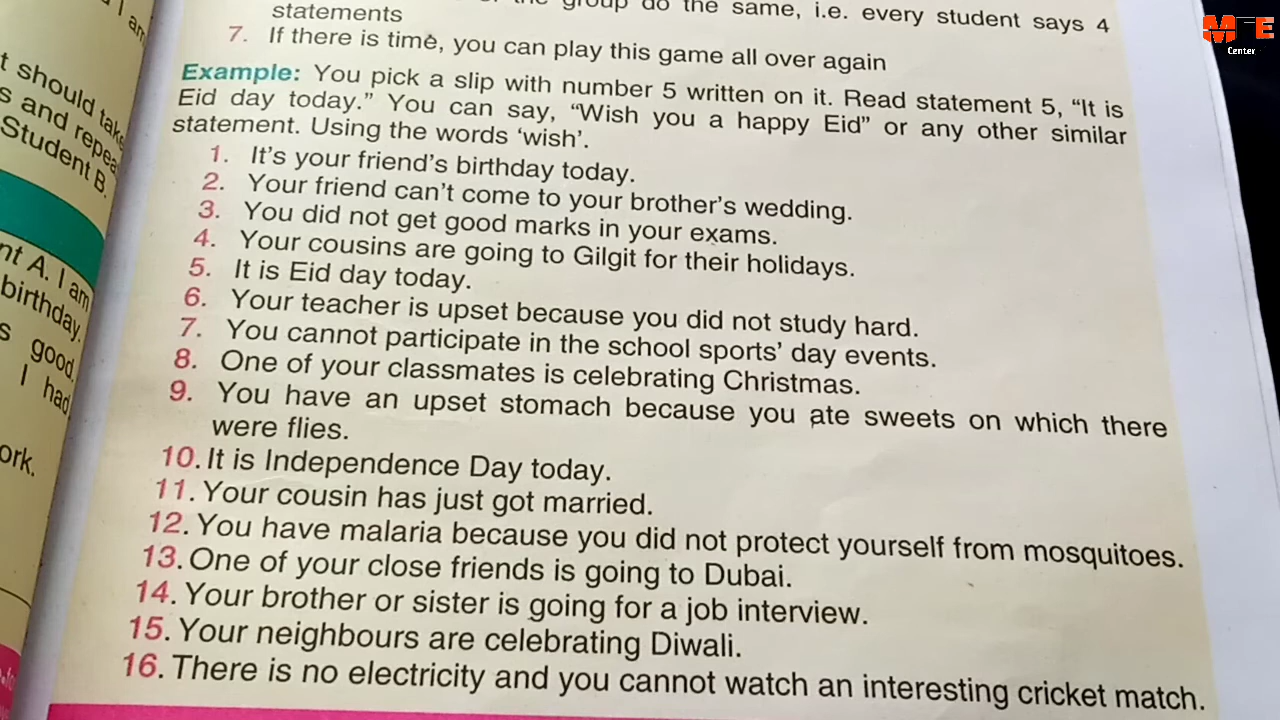 I am
the group do the same, i.e. every student says 4
statements
7. If there is time, you can play this game all over again
Example: You pick a slip with number 5 written on it. Read statement 5, “It is
Eid day today.” You can say, “Wish you a happy Eid” or any other similar
statement. Using the words ‘wish’.
1. It’s your friend’s birthday today.
2. Your friend can’t come to your brother’s wedding.
3. You did not get good marks in your exams.
4. Your cousins are going to Gilgit for their holidays.
5. It is Eid day today.
6. Your teacher is upset because you did not study hard.
7. You cannot participate in the school sports’ day events.
8. One of your classmates is celebrating Christmas.
9. You have an upset stomach because you ate sweets on which there
were flies.
10. It is Independence Day today.
11. Your cousin has just got married.
12. You have malaria because you did not protect yourself from mosquitoes.
13. One of your close friends is going to Dubai.
14. Your brother or sister is going for a job interview.
15. Your neighbours are celebrating Diwali.
16. There is no electricity and you cannot watch an interesting cricket match.
should take
and repea
Student B.
A. I am
birthday.
good.
I had
ork.
Center